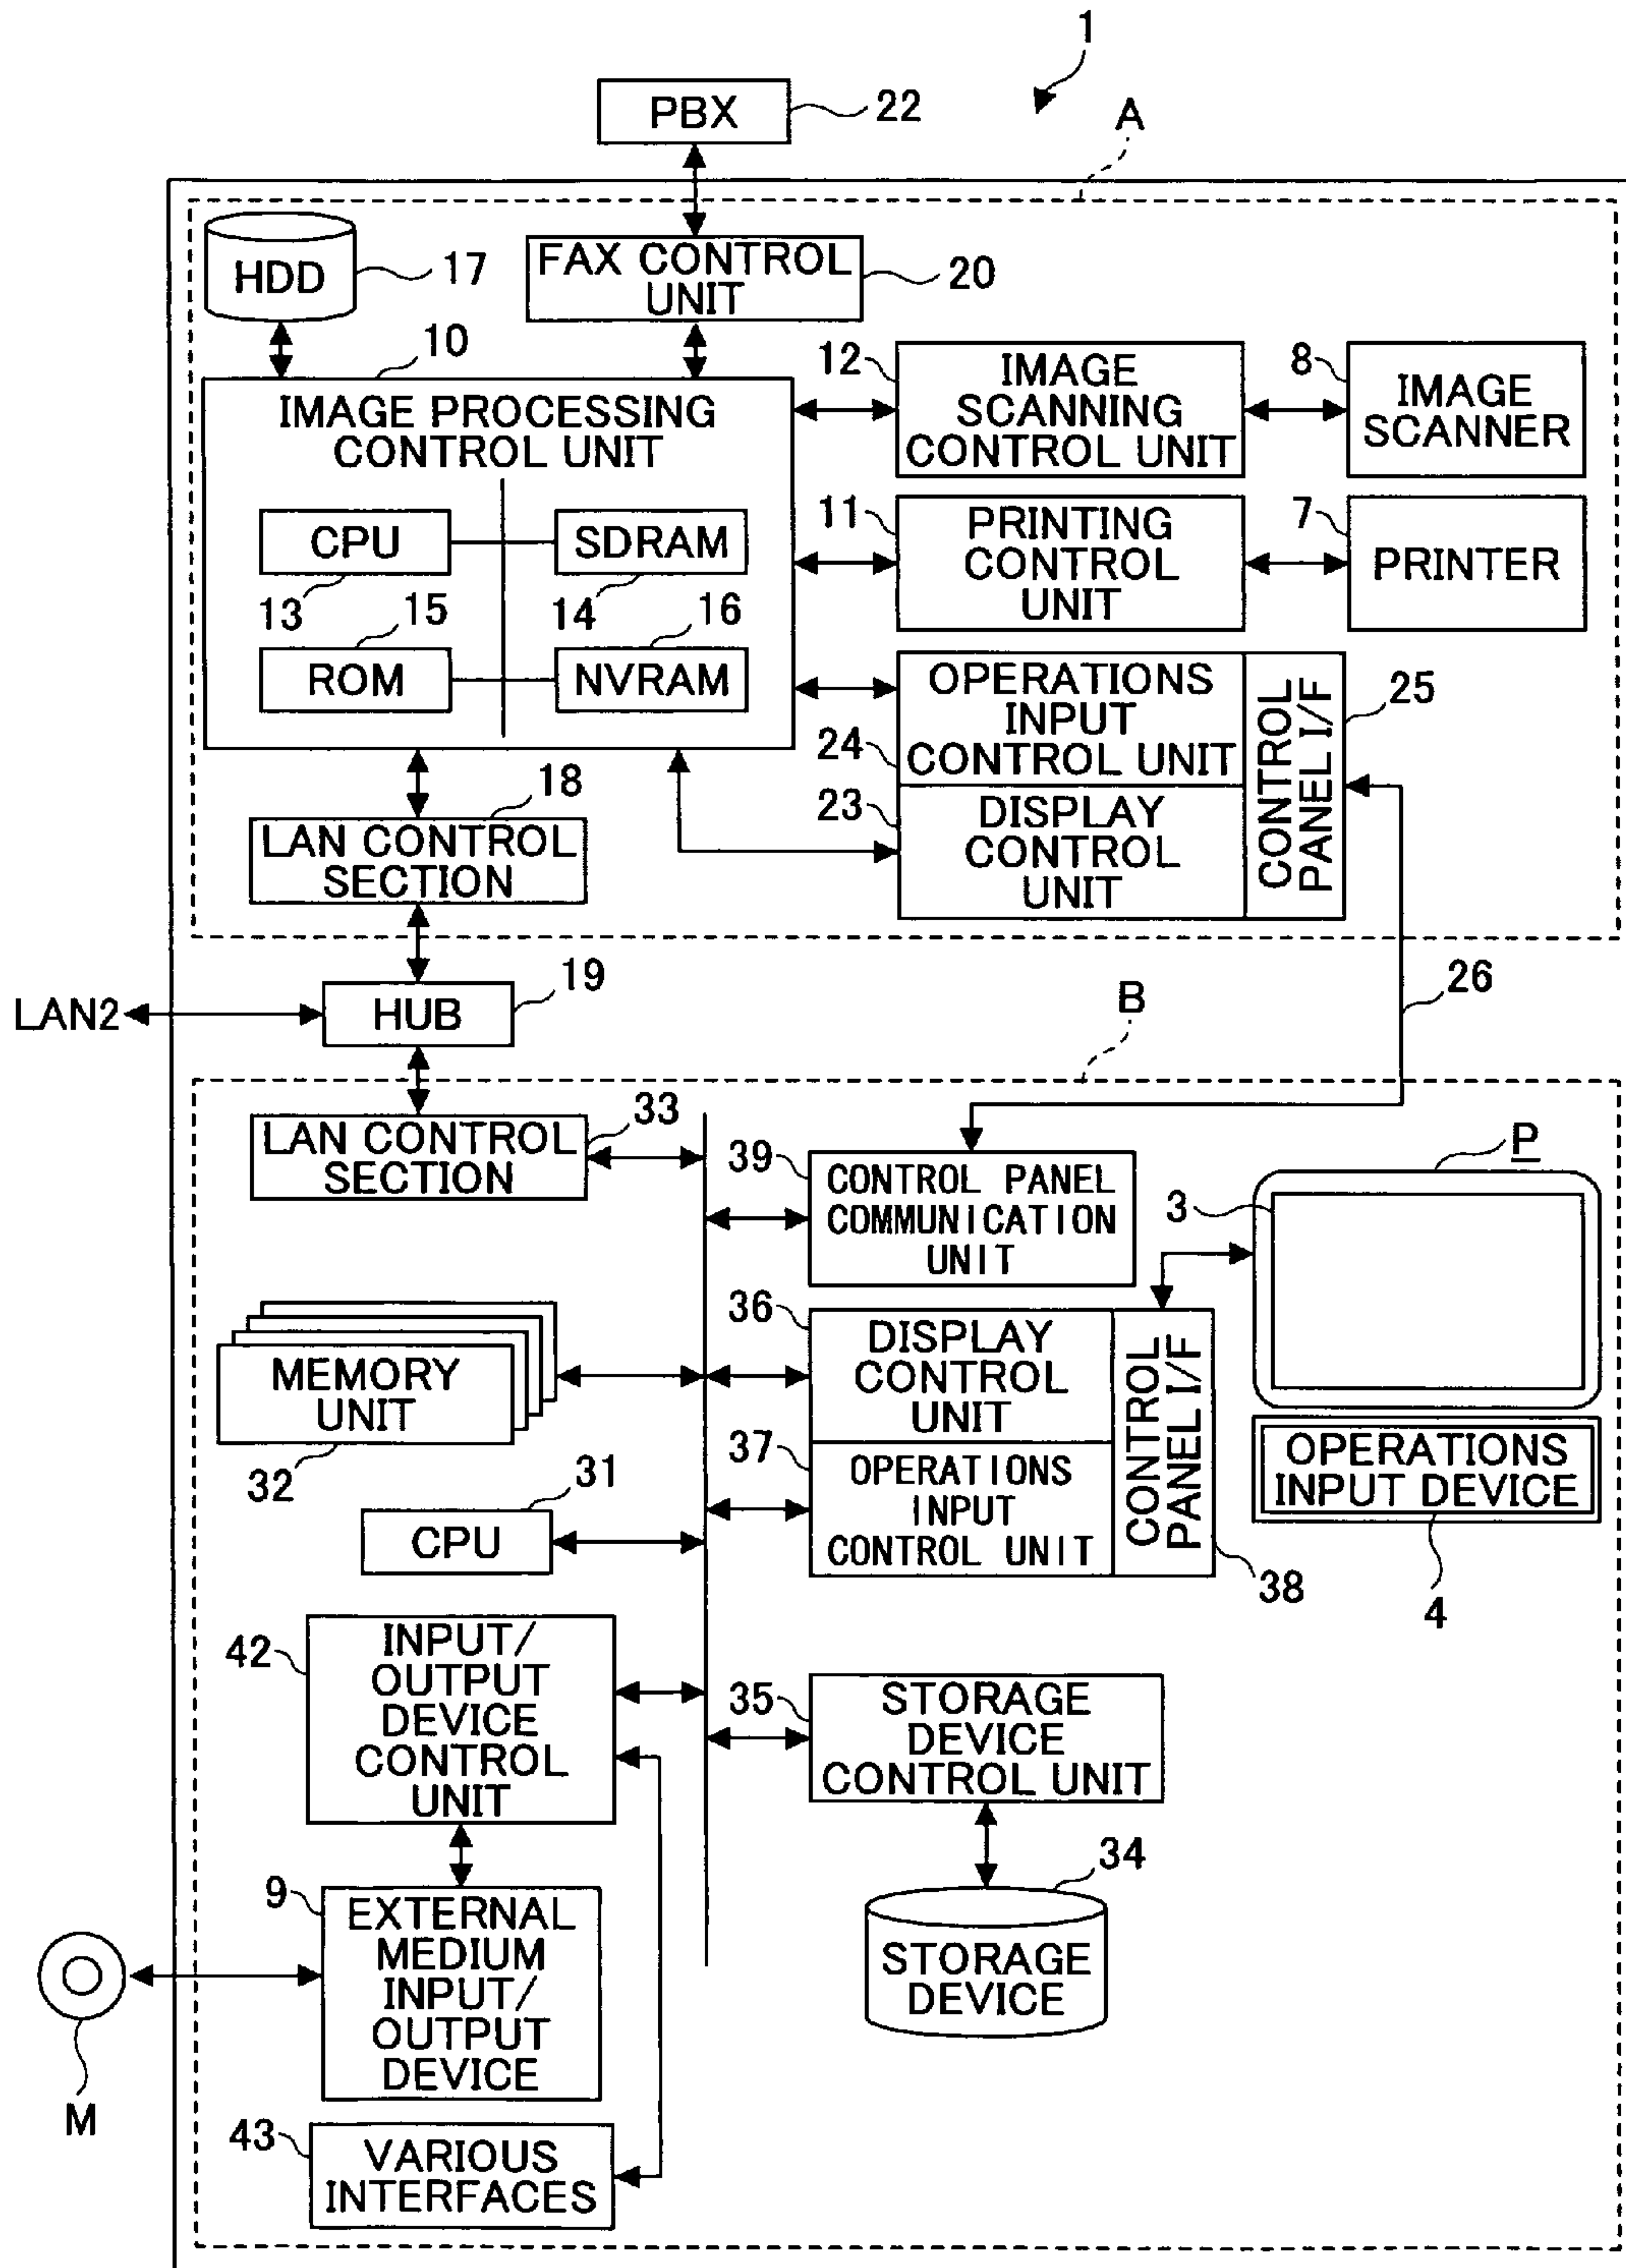 1
PBX
22
A
HDD
17
FAX CONTROL
UNIT
20
10
IMAGE PROCESSING
CONTROL UNIT
CPU
13
SDRAM
14
ROM
15
NVRAM
16
12
IMAGE
SCANNING
CONTROL UNIT
8
IMAGE
SCANNER
11
PRINTING
CONTROL
UNIT
7
PRINTER
OPERATIONS
INPUT
CONTROL UNIT
24
23
DISPLAY
CONTROL
UNIT
CONTROL
PANEL I/F
25
18
LAN CONTROL
SECTION
LAN2
HUB
19
26
B
LAN CONTROL
SECTION
33
39
CONTROL PANEL
COMMUNICATION
UNIT
P
3
MEMORY
UNIT
32
36
DISPLAY
CONTROL
UNIT
37
OPERATIONS
INPUT
CONTROL UNIT
CONTROL
PANEL I/F
38
OPERATIONS
INPUT DEVICE
4
31
CPU
42
INPUT/
OUTPUT
DEVICE
CONTROL
UNIT
35
STORAGE
DEVICE
CONTROL UNIT
34
STORAGE
DEVICE
9
EXTERNAL
MEDIUM
INPUT/
OUTPUT
DEVICE
M
43
VARIOUS
INTERFACES